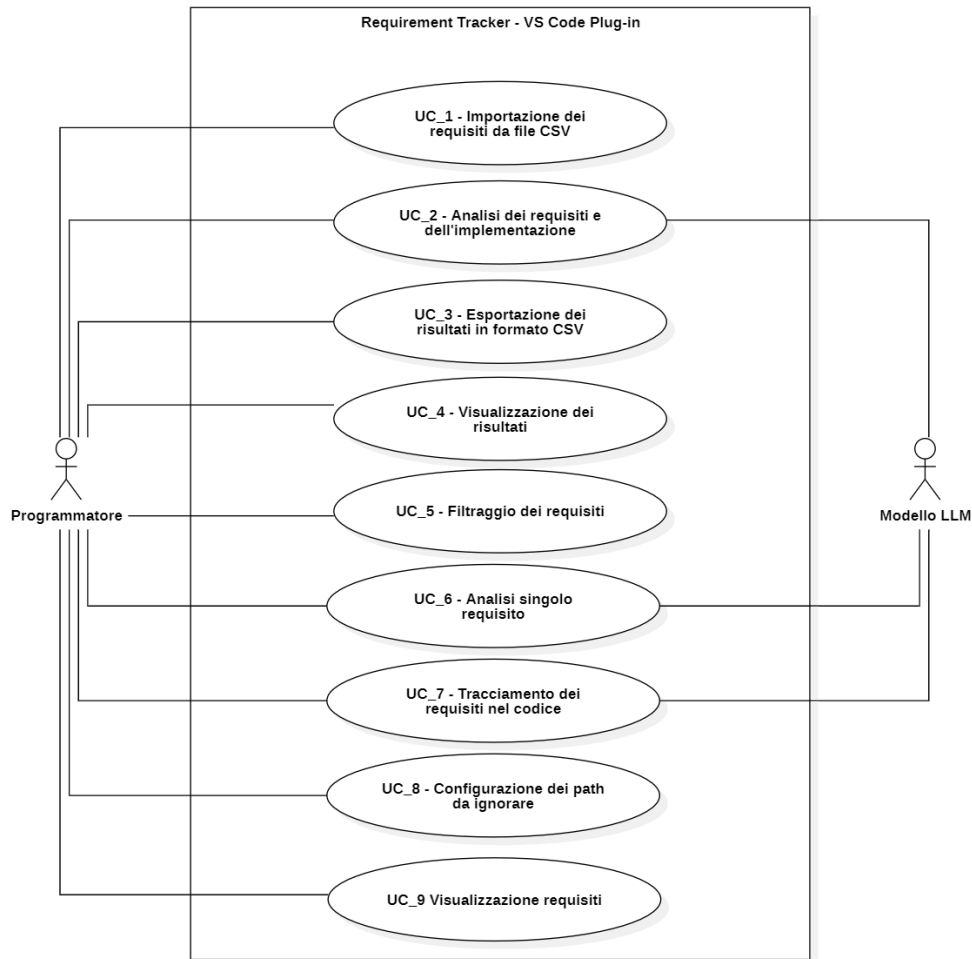 Requirement Tracker - VS Code Plug-in
UC_1 - Importazione dei
requisiti da file CSV
UC_2 - Analisi dei requisiti e
dell'implementazione
UC_3 - Esportazione dei
risultati in formato CSV
UC_4 - Visualizzazione dei
risultati
Programmatore
UC_5 - Filtraggio dei requisiti
Modello LLM
UC_6 - Analisi singolo
requisito
UC_7 - Tracciamento dei
requisiti nel codice
UC_8 - Configurazione dei path
da ignorare
UC_9 Visualizzazione requisiti